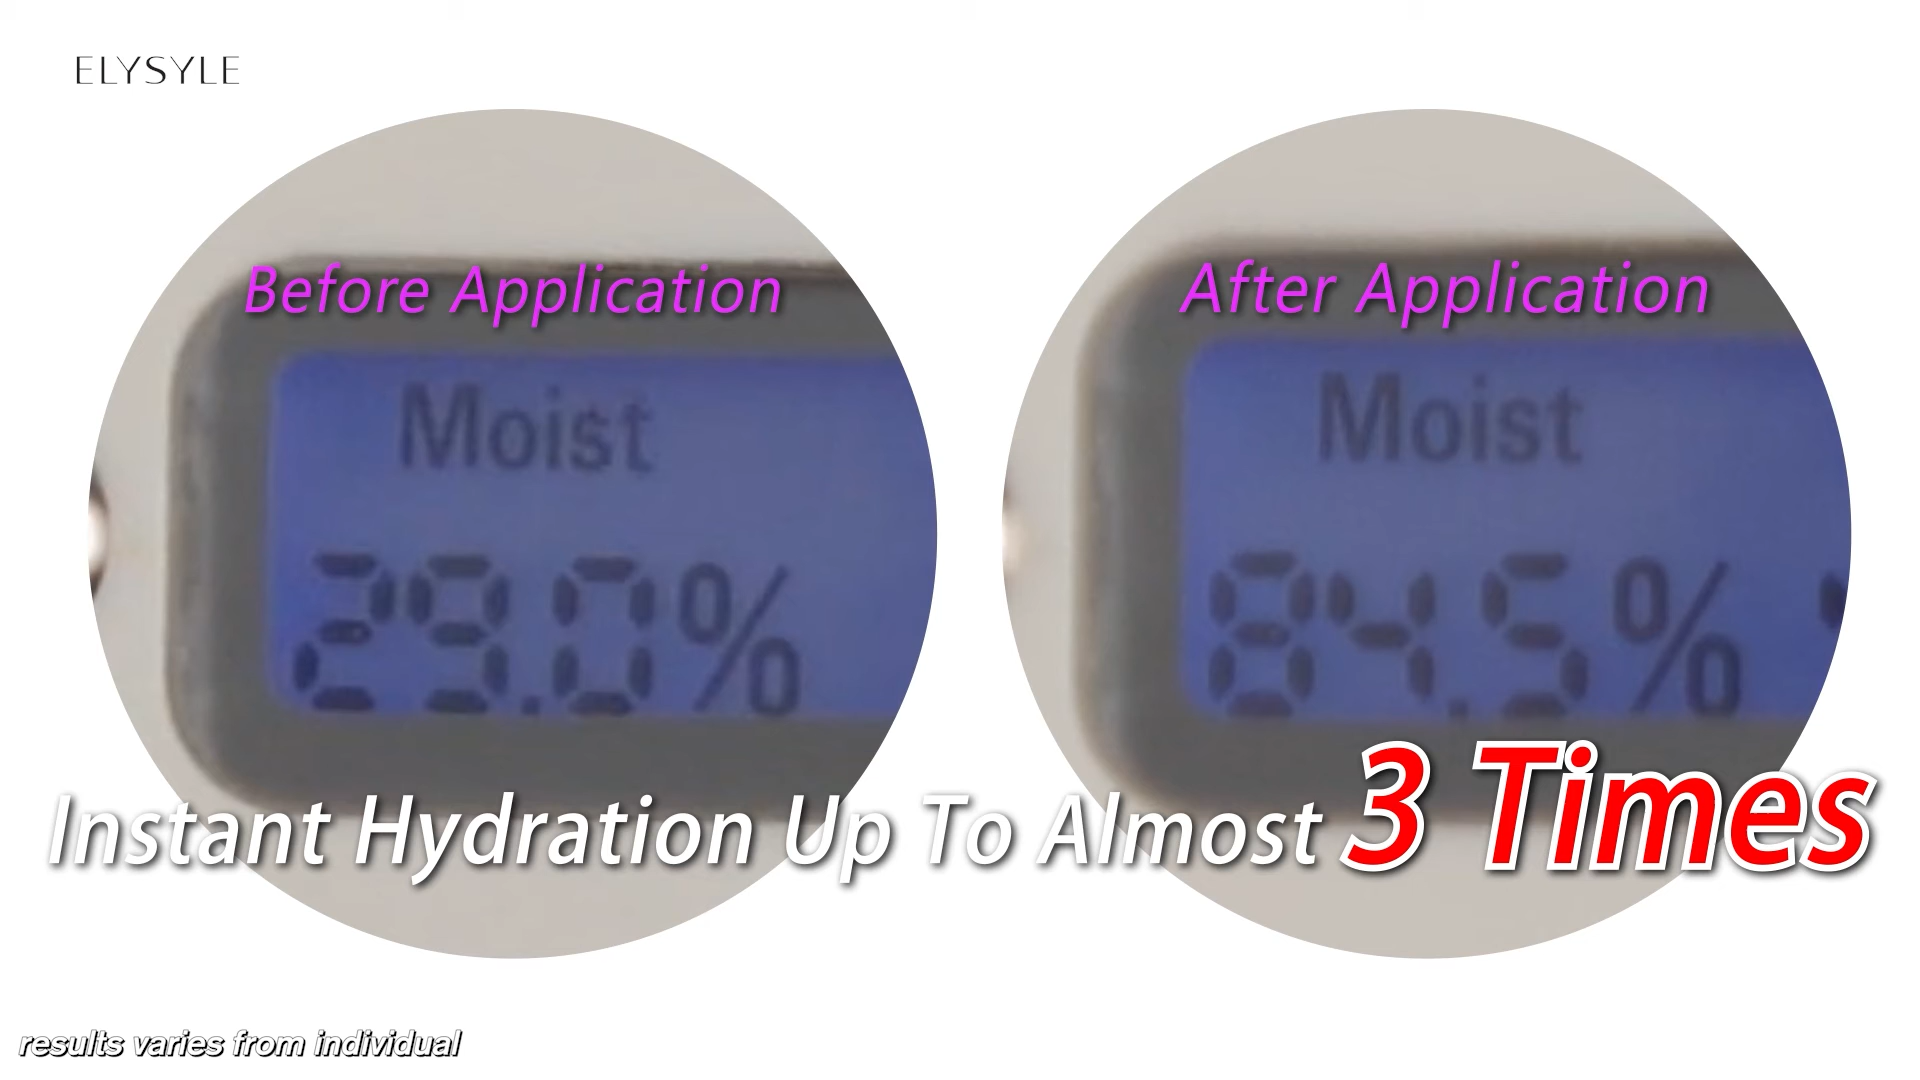 ELYSYLE
Before Application
Moist
29.0%
After Application
Moist
84.5%
Instant Hydration Up To Almost 3 Times
results varies from individual